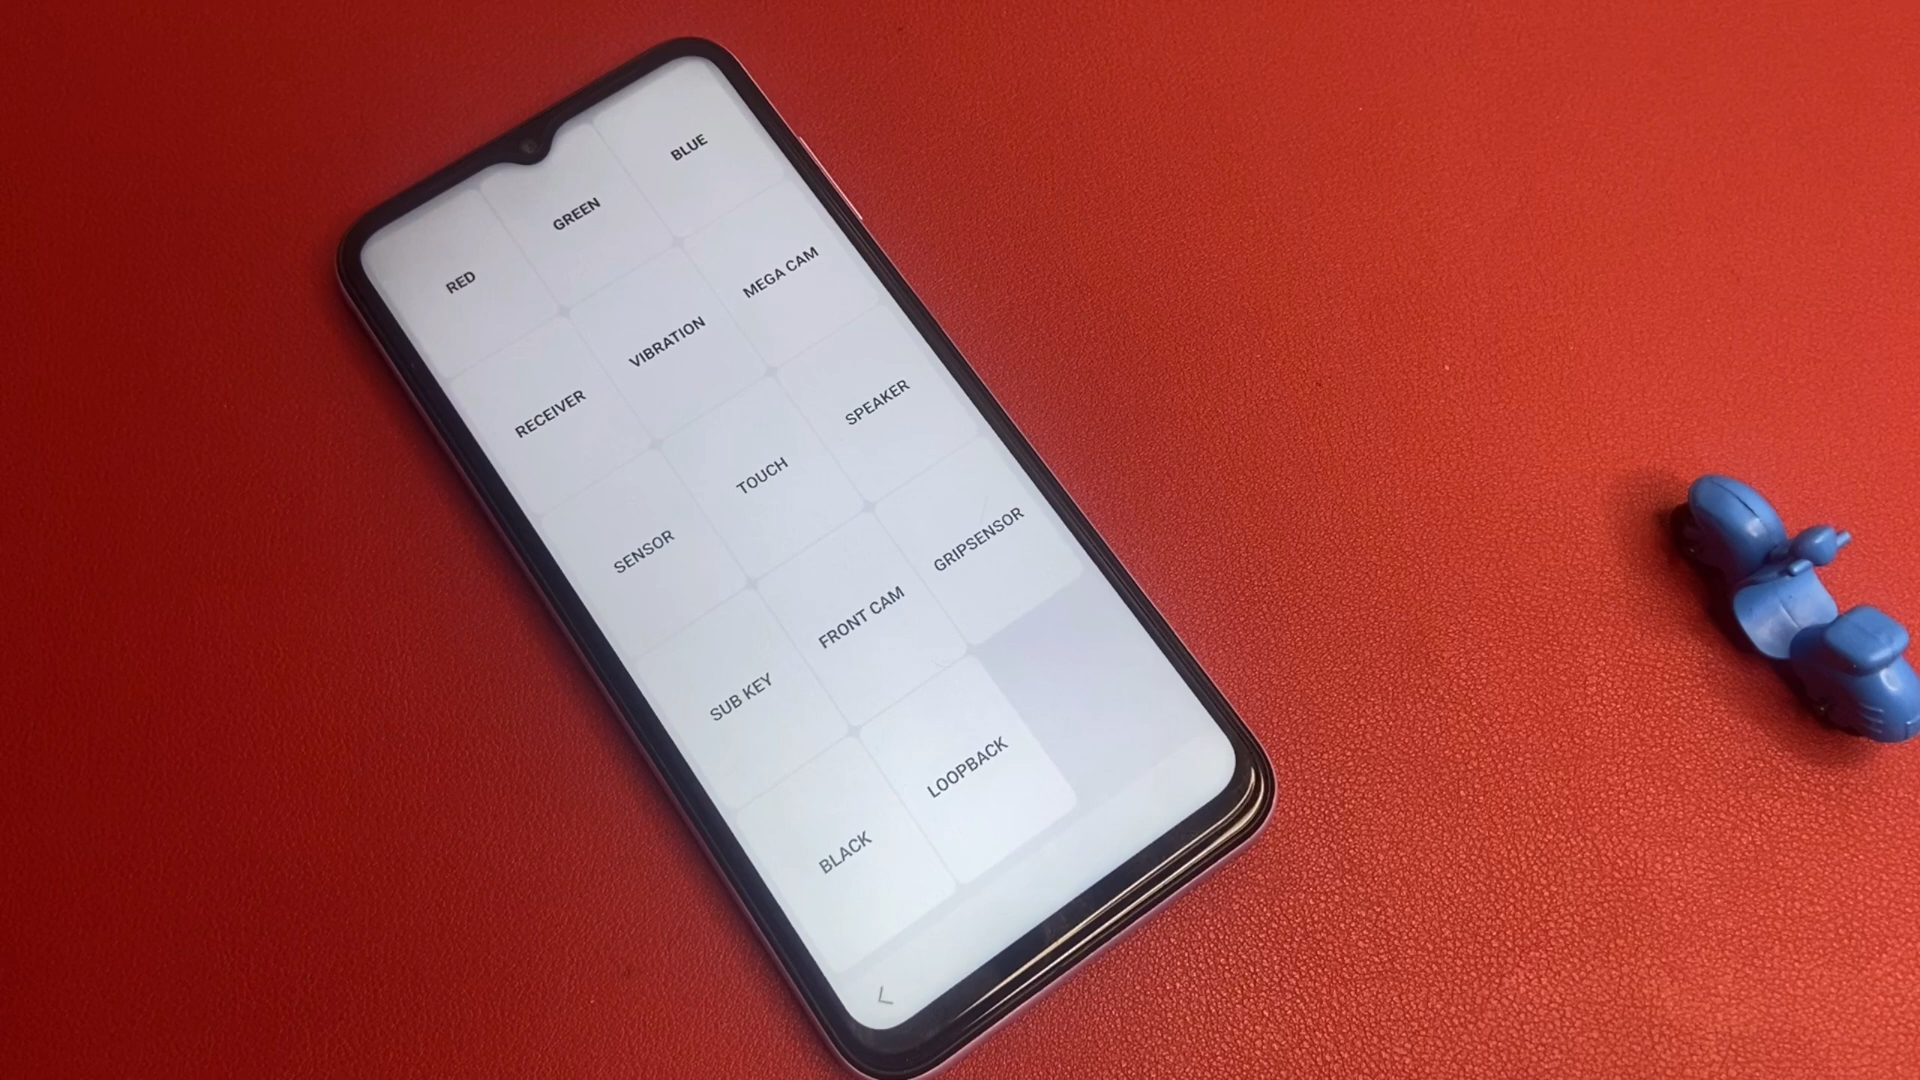 RED GREEN BLUE
RECEIVER VIBRATION MEGA CAM
SENSOR TOUCH SPEAKER
SUB KEY FRONT CAM GRIPSENSOR
BLACK LOOPBACK